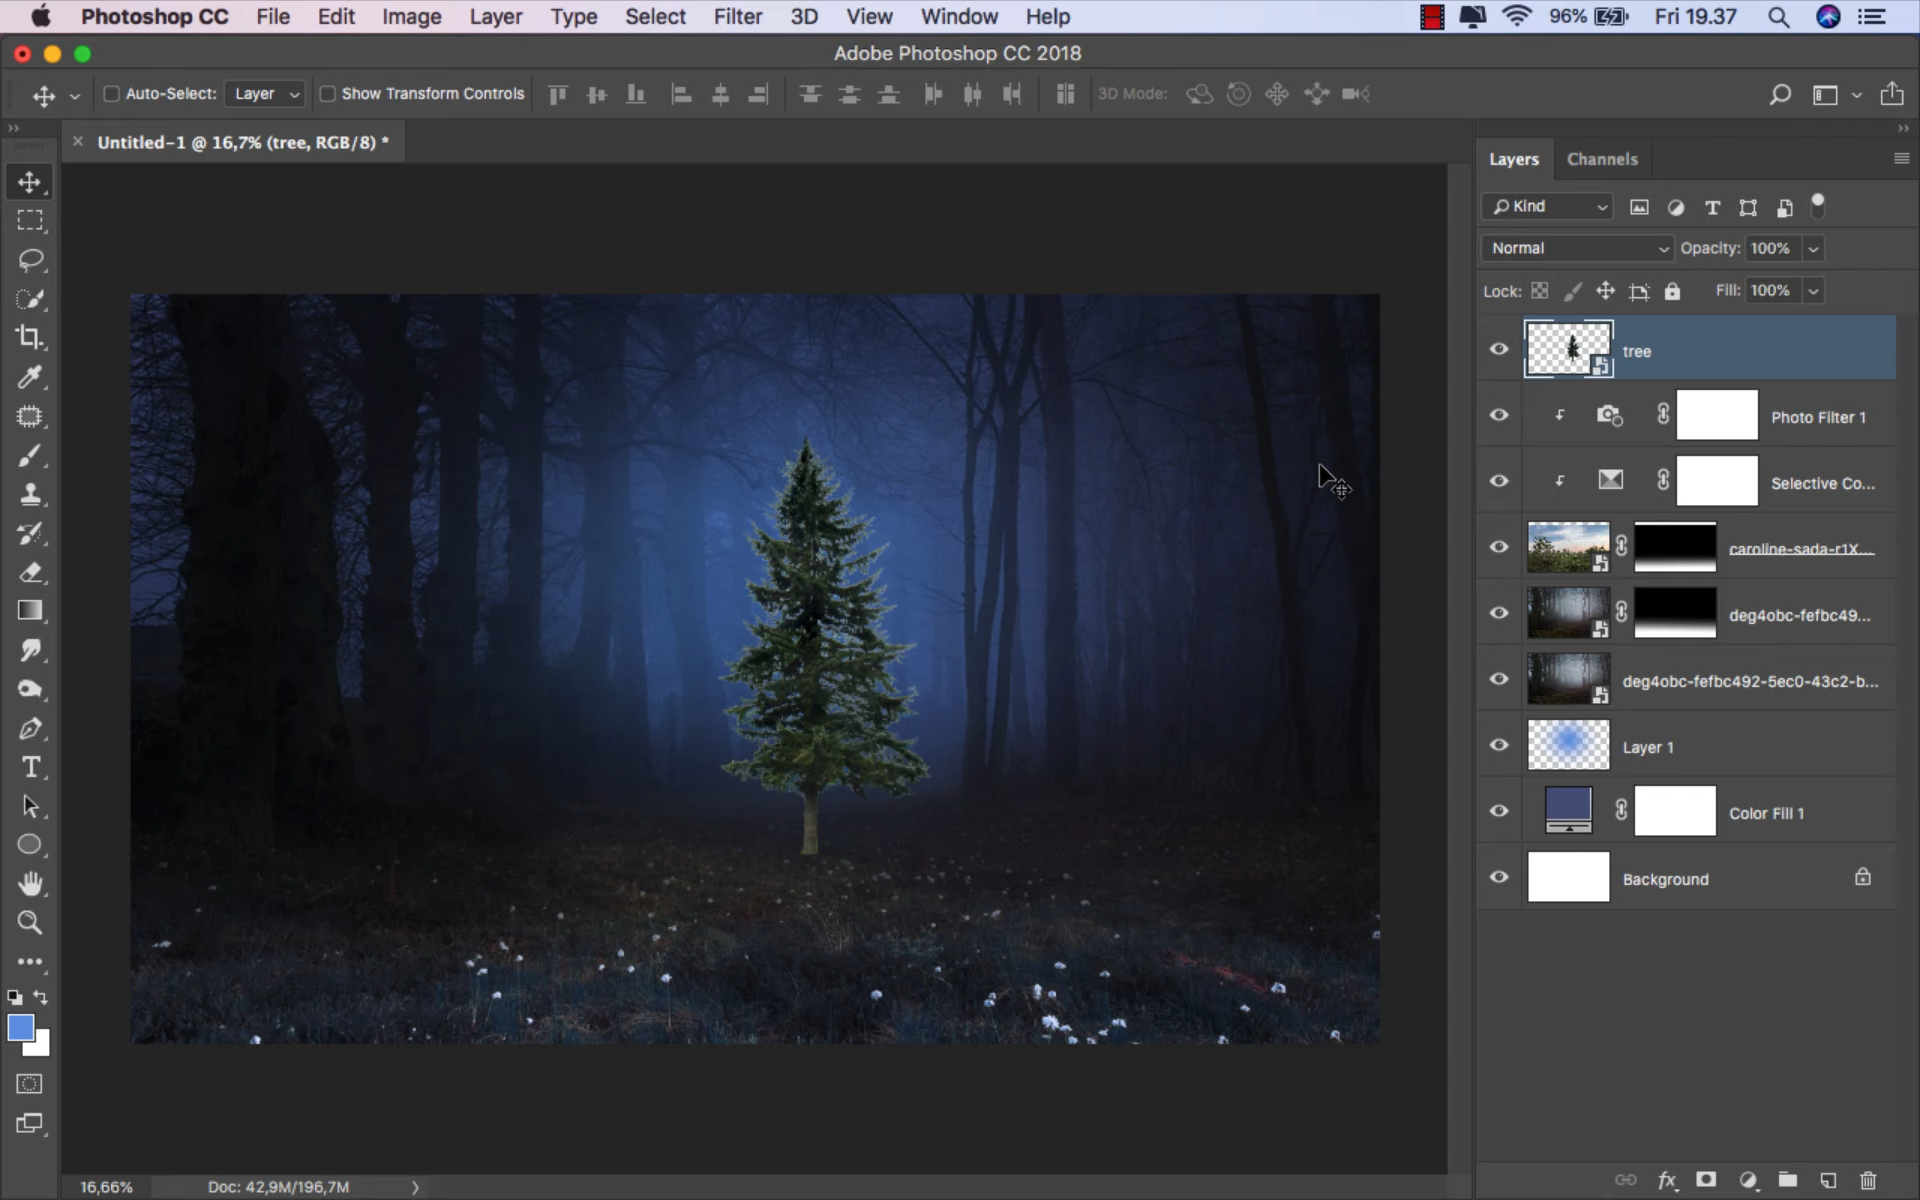 Photoshop CC File Edit Image Layer Type Select Filter 3D View Window Help 96% Fri 19.37
Adobe Photoshop CC 2018
Auto-Select: Layer Show Transform Controls 3D Mode:
Untitled-1 @ 16,7% (tree, RGB/8) *
Layers Channels
Kind
Normal Opacity: 100%
Lock: Fill: 100%
tree
Photo Filter 1
Selective Co...
caroline-sada-r1X...
deg4obc-fefbc49...
deg4obc-fefbc492-5ec0-43c2-b...
Layer 1
Color Fill 1
Background
16,66% Doc: 42,9M/196,7M